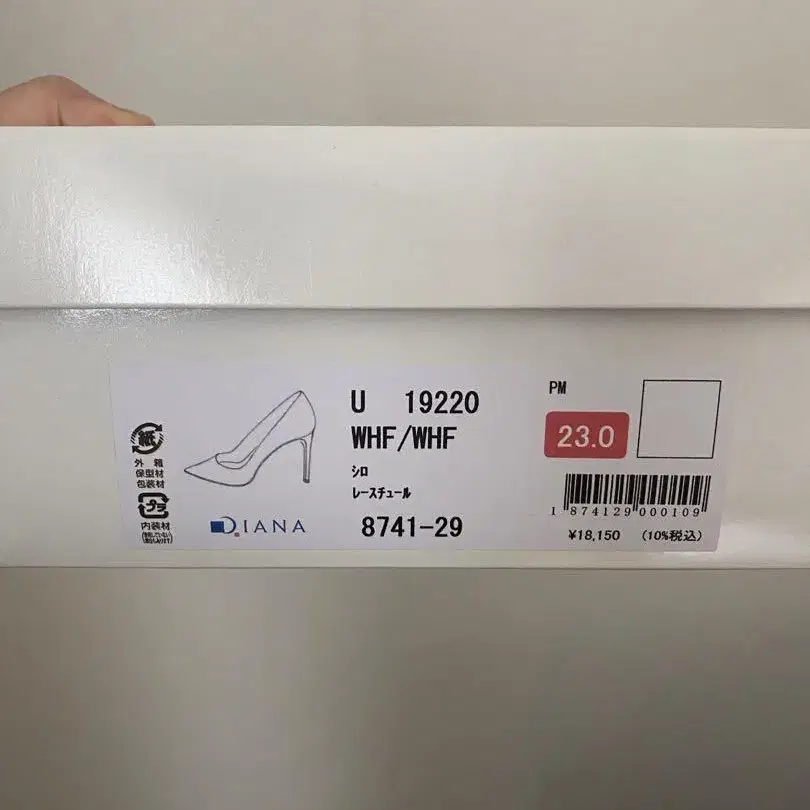 紙
外 箱
保型材
包装材
プラ
内装材
DIANA
U 19220
WHF/WHF
シロ
レースチュール
8741-29
PM
23.0
1 874129 000109
¥18,150 (10%税込)